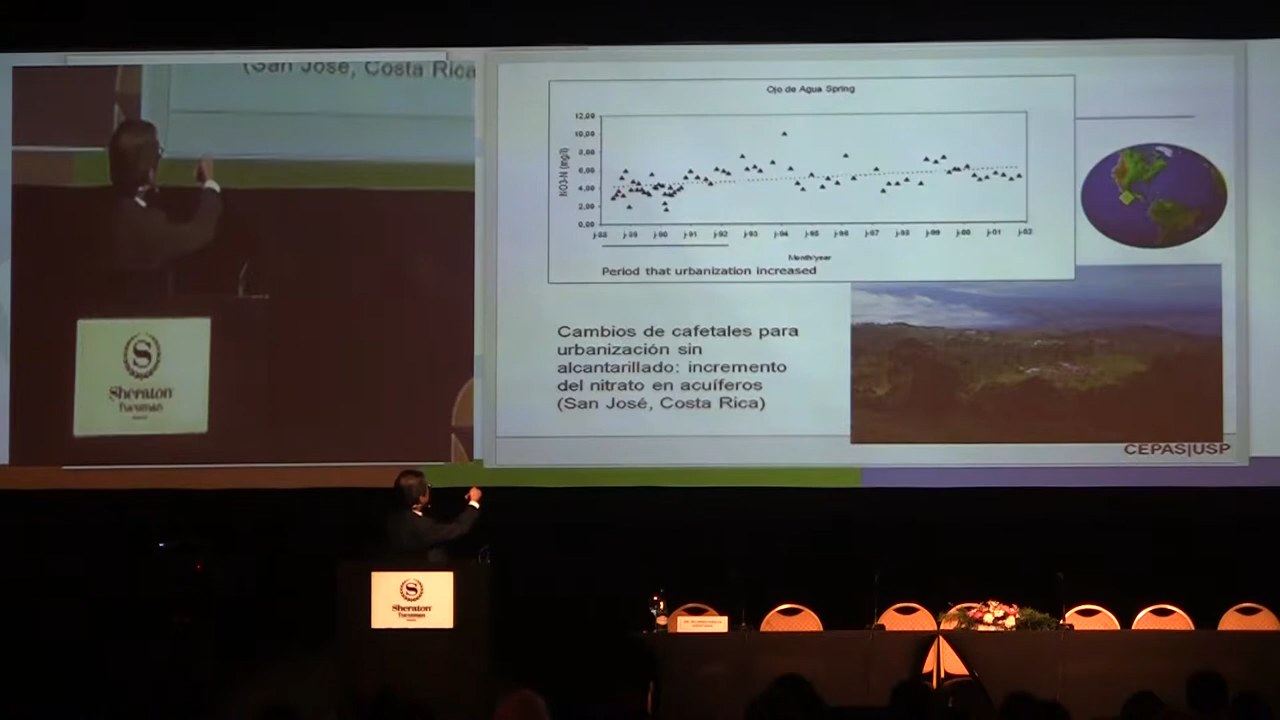 (San José, Costa Rica
Sheraton
Tucuman
Ojo de Agua Spring
NO3-N (mg/l)
12,00
10,00
8,00
6,00
4,00
2,00
0,00
j-88 j-89 j-90 j-91 j-92 j-93 j-94 j-95 j-96 j-97 j-98 j-99 j-00 j-01 j-02
Month/year
Period that urbanization increased
Cambios de cafetales para
urbanización sin
alcantarillado: incremento
del nitrato en acuíferos
(San José, Costa Rica)
CEPAS|USP
S
Sheraton
Tucuman